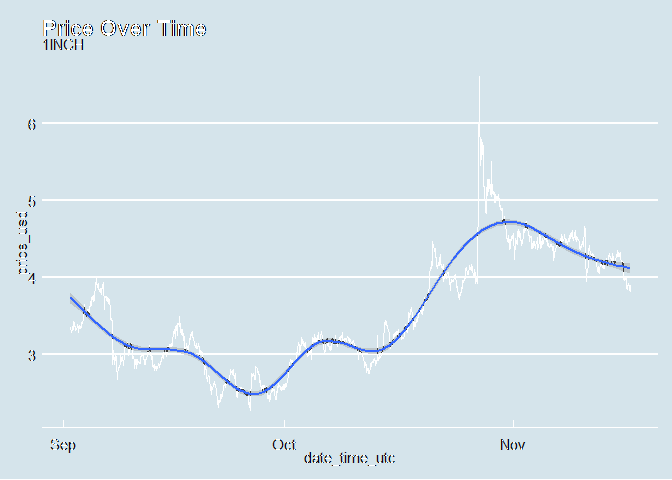 Price Over Time
1INCH
6
5
4
3
price_usd
Sep Oct Nov
date_time_utc